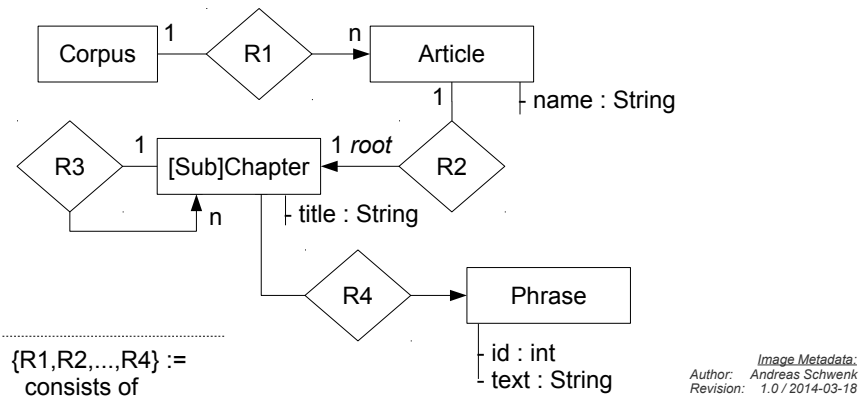 Corpus
1
R1
n
Article
1
- name : String
R3
1
[Sub]Chapter
1 root
R2
n
- title : String
R4
Phrase
{R1,R2,...,R4} :=
consists of
- id : int
- text : String
Image Metadata:
Author: Andreas Schwenk
Revision: 1.0 / 2014-03-18